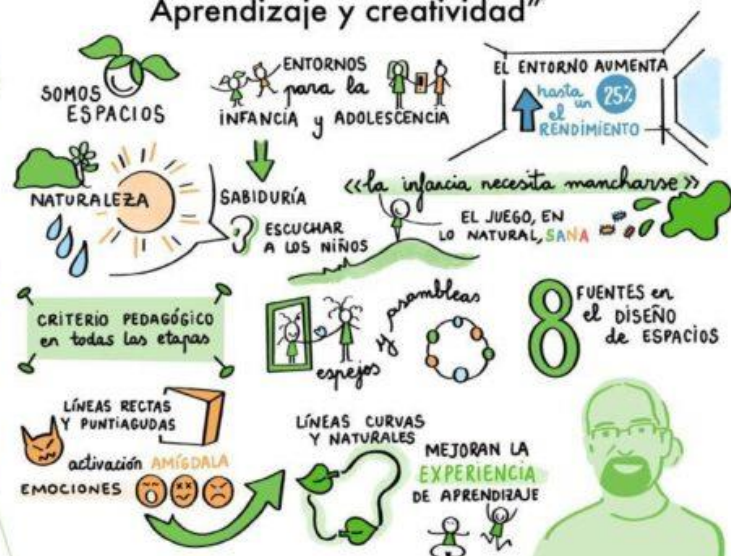 Aprendizaje y creatividad”
SOMOS
ESPACIOS
ENTORNOS
para la
INFANCIA y ADOLESCENCIA
EL ENTORNO AUMENTA
hasta
un 25%
el
RENDIMIENTO
NATURALEZA
SABIDURÍA
ESCUCHAR
A LOS NIÑOS
<<la infancia necesita mancharse>>
EL JUEGO, EN
LO NATURAL, SANA
CRITERIO PEDAGÓGICO
en todas las etapas
espejos y asambleas
8 FUENTES en
el DISEÑO
de ESPACIOS
LÍNEAS RECTAS
Y PUNTIAGUDAS
activación AMÍGDALA
EMOCIONES
LÍNEAS CURVAS
Y NATURALES
MEJORAN LA
EXPERIENCIA
DE APRENDIZAJE